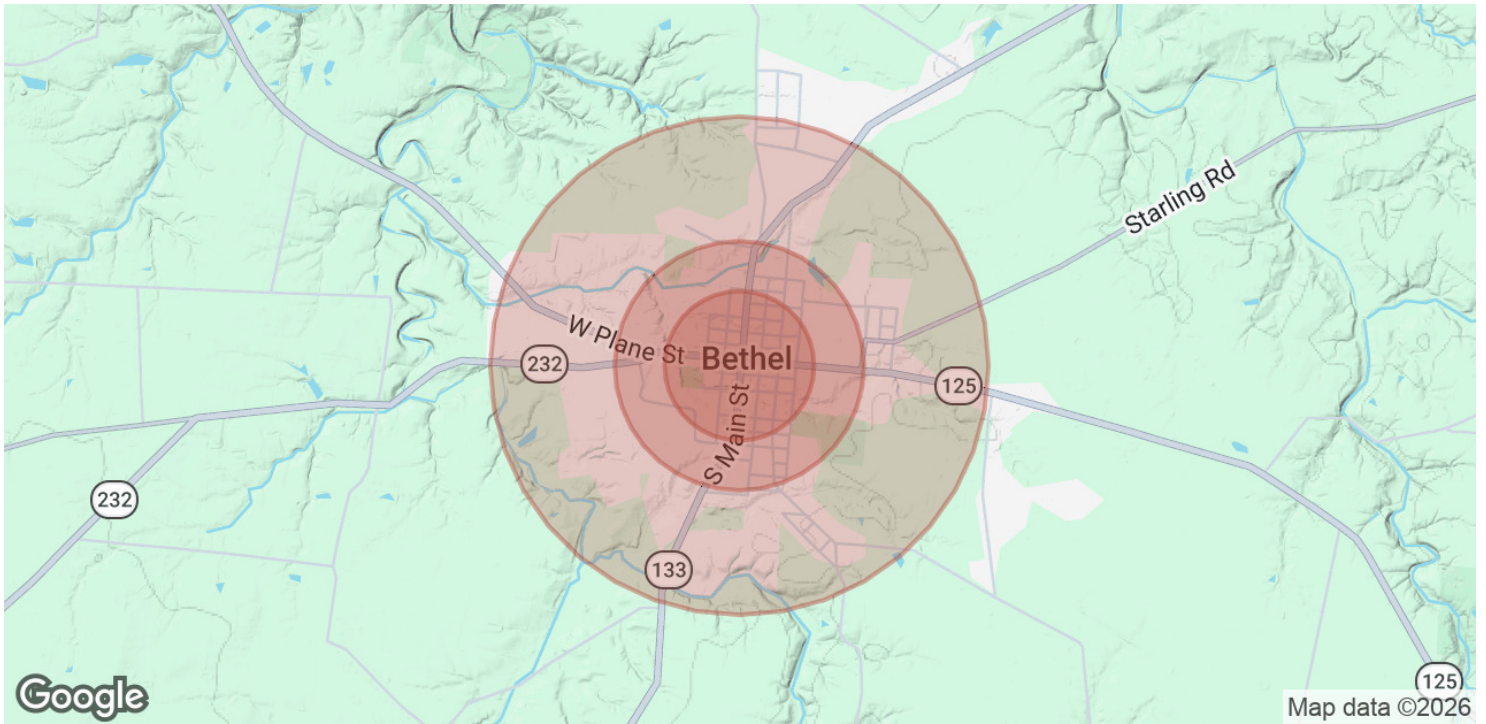 Starling Rd
W Plane St
Bethel
232
125
S Main St
232
133
125
Google
Map data ©2026